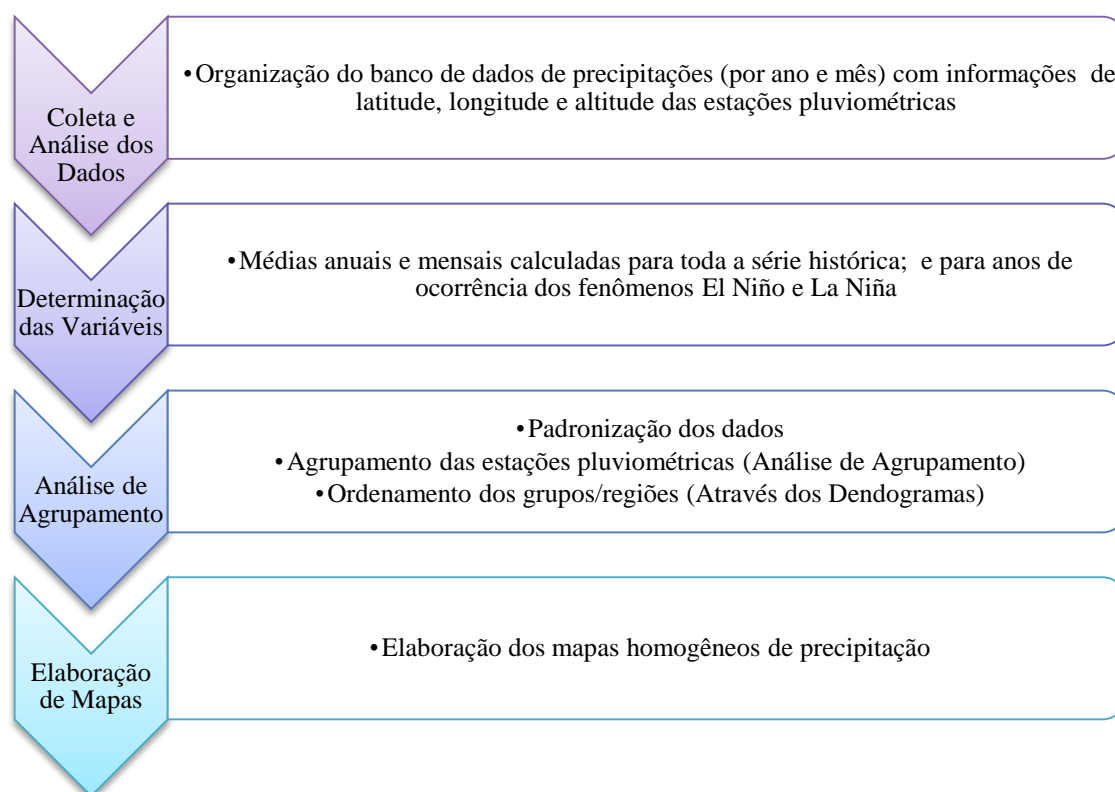 Coleta e
Análise dos
Dados
•Organização do banco de dados de precipitações (por ano e mês) com informações de
latitude, longitude e altitude das estações pluviométricas
Determinação
das Variáveis
•Médias anuais e mensais calculadas para toda a série histórica; e para anos de
ocorrência dos fenômenos El Niño e La Niña
Análise de
Agrupamento
•Padronização dos dados
•Agrupamento das estações pluviométricas (Análise de Agrupamento)
•Ordenamento dos grupos/regiões (Através dos Dendogramas)
Elaboração
de Mapas
•Elaboração dos mapas homogêneos de precipitação